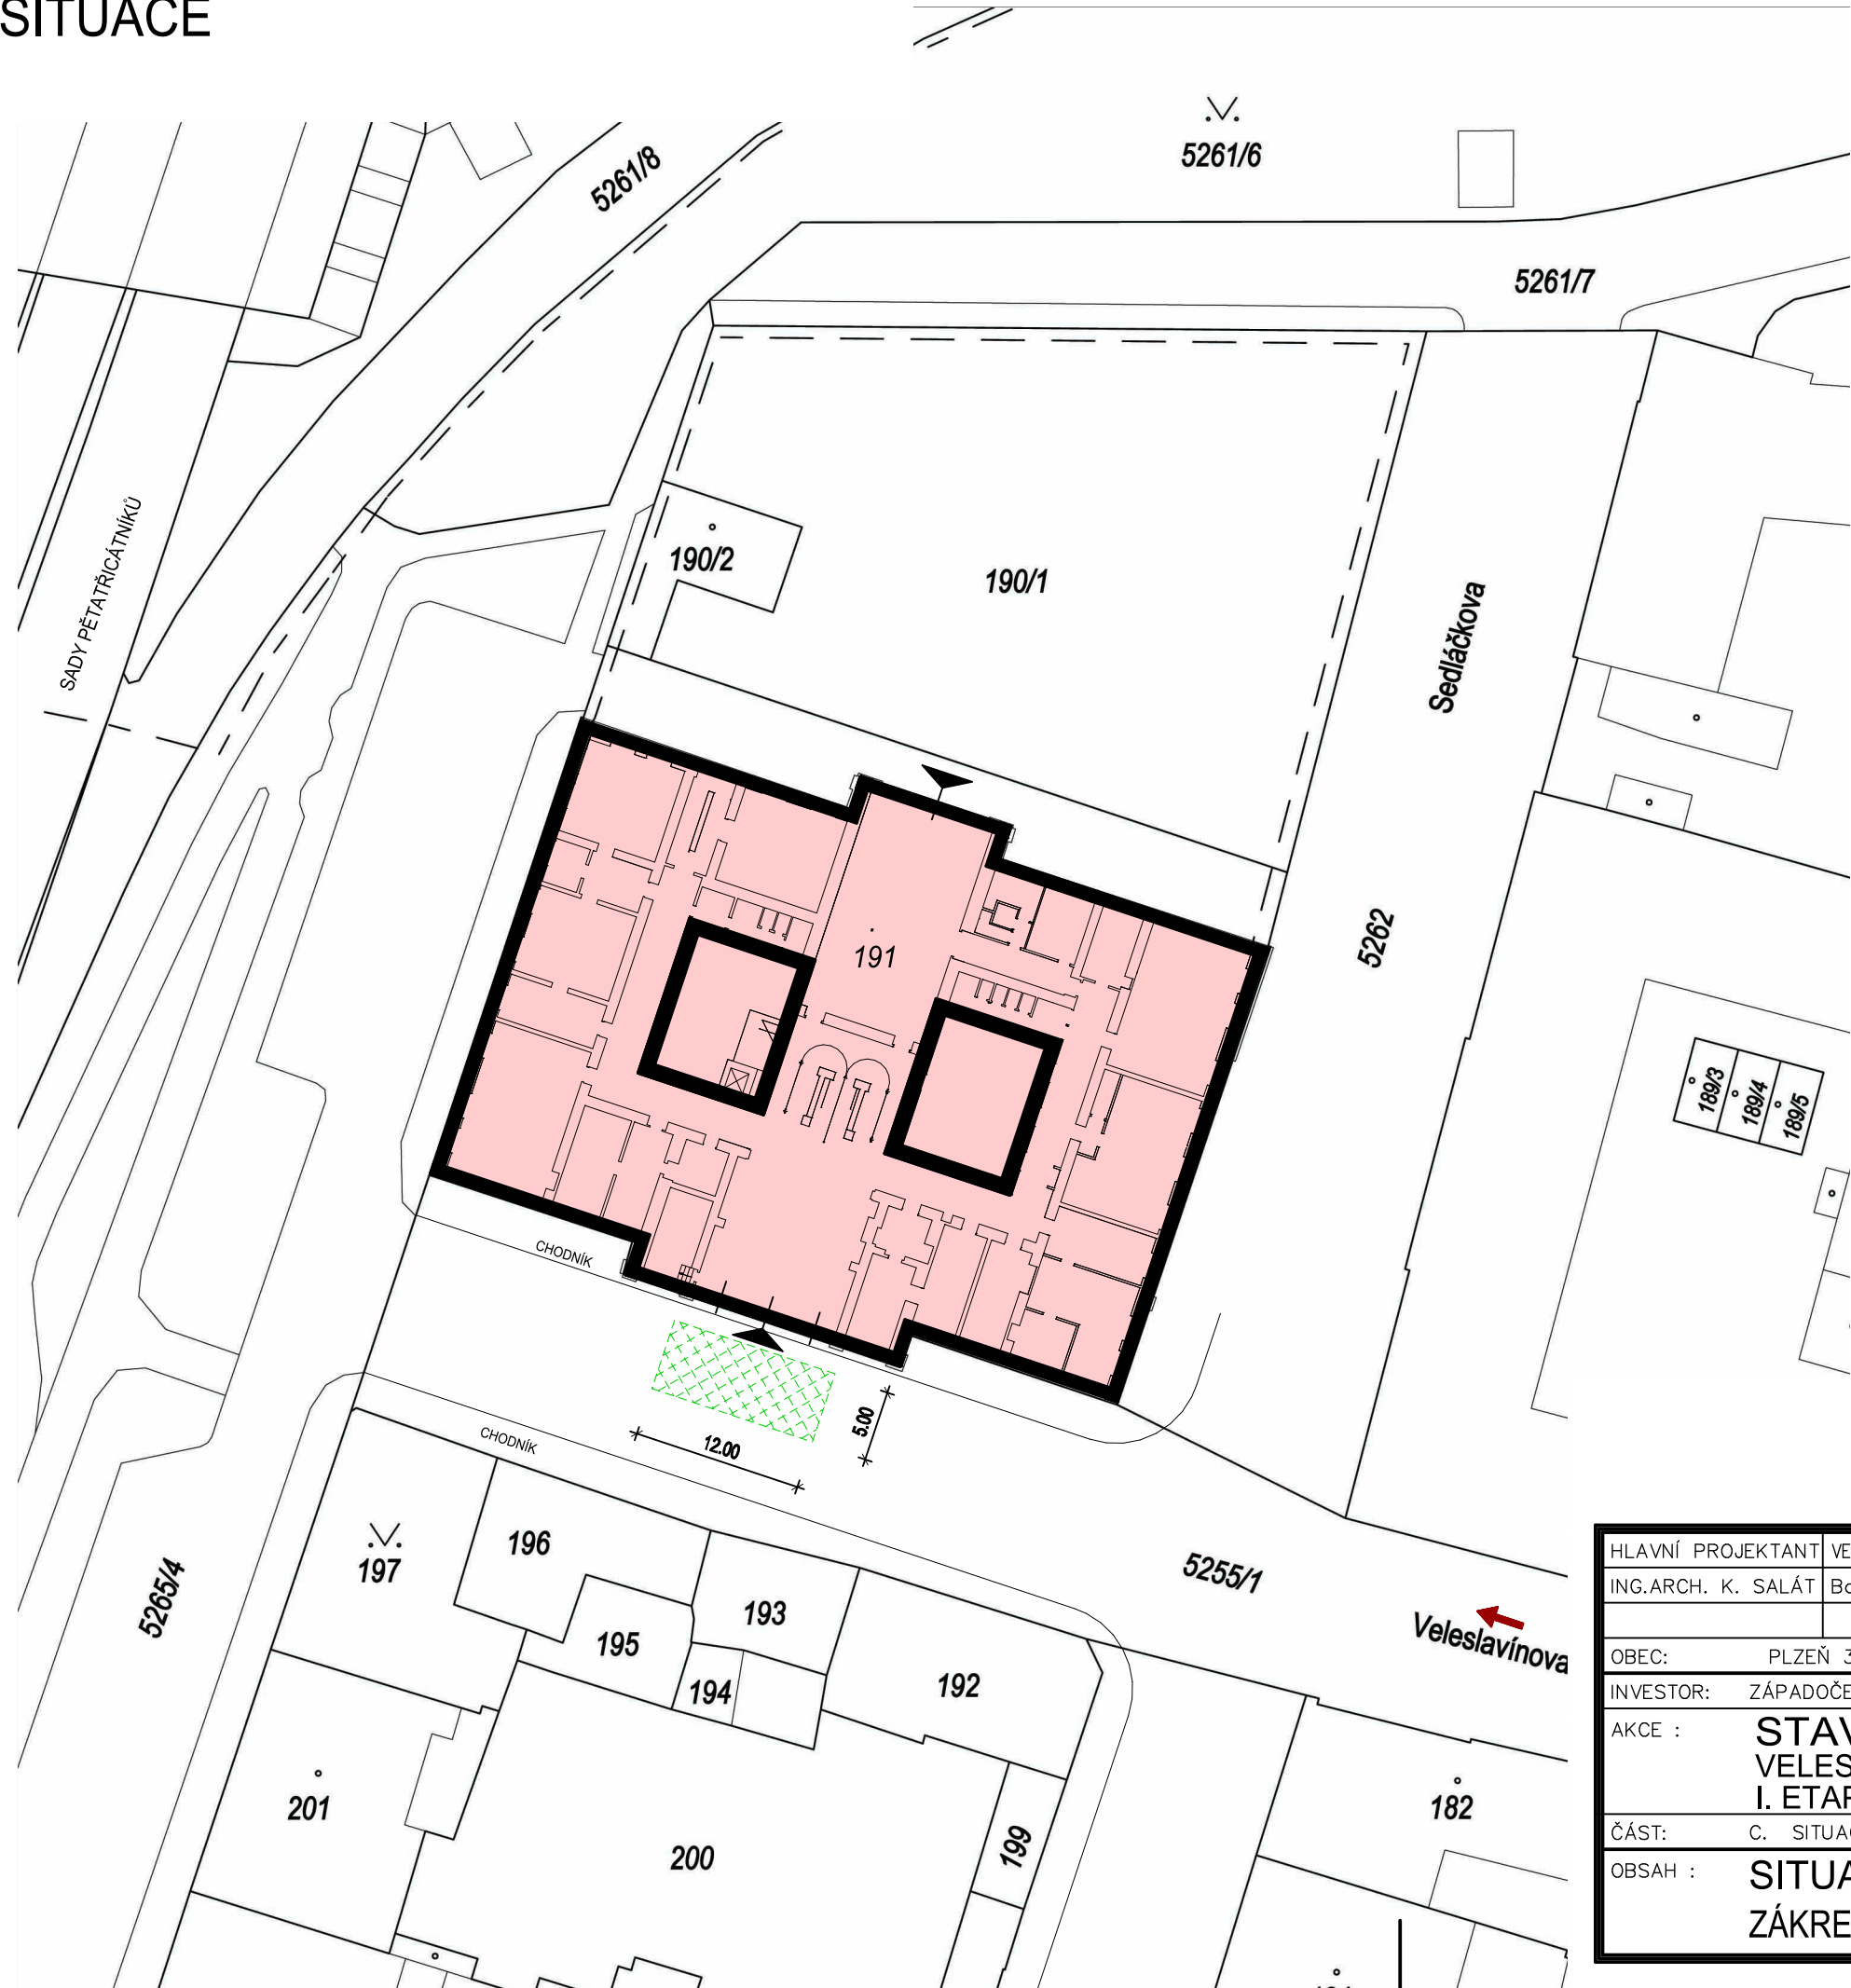 SITUACE
5261/8
5261/6
5261/7
SADY PĚTATŘICÁTNÍKŮ
190/2
190/1
Sedláčkova
191
5262
189/3
189/4
189/5
CHODNÍK
5.00
12.00
CHODNÍK
196
197
5265/4
195
193
194
192
5255/1
Veleslavínova
201
200
199
182
HLAVNÍ PROJEKTANT
ING.ARCH. K. SALÁT
OBEC: PLZEŇ 3
INVESTOR:
AKCE :
I.
ČÁST: C.
OBSAH :